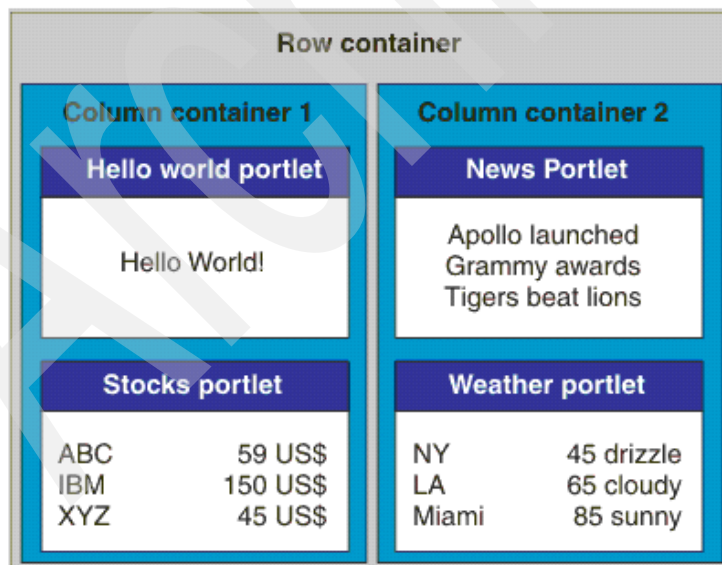 Row container
Column container 1
Hello world portlet
Hello World!
Stocks portlet
ABC 59 US$
IBM 150 US$
XYZ 45 US$
Column container 2
News Portlet
Apollo launched
Grammy awards
Tigers beat lions
Weather portlet
NY 45 drizzle
LA 65 cloudy
Miami 85 sunny